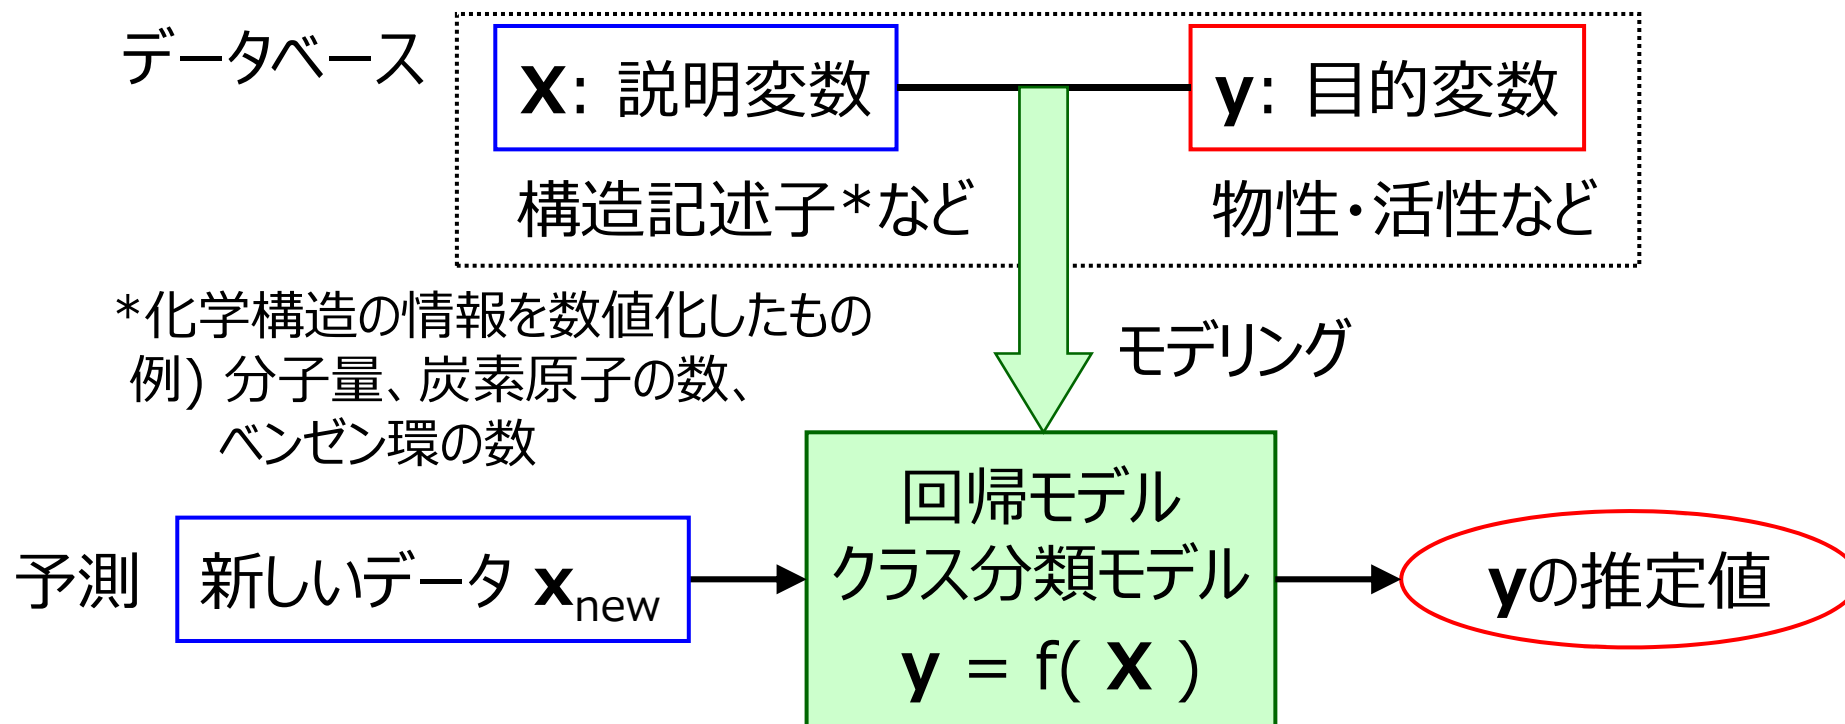 データベース
X: 説明変数
y: 目的変数
構造記述子*など
物性・活性など
*化学構造の情報を数値化したもの
例) 分子量、炭素原子の数、
ベンゼン環の数
モデリング
回帰モデル
クラス分類モデル
y = f( X )
予測
新しいデータ xnew
yの推定値